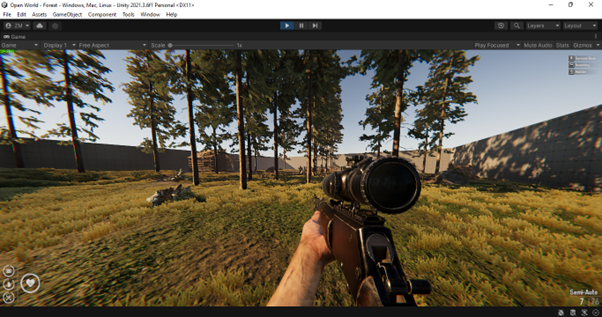 Open World - Forest - Windows, Mac, Linux - Unity 2021.3.6f1 Personal <DX11>
File Edit Assets GameObject Component Tools Window Help
ZM Layers Layout
Game
Game Display 1 Free Aspect Scale 1x Play Focused Mute Audio Stats Gizmos
Semi-Auto